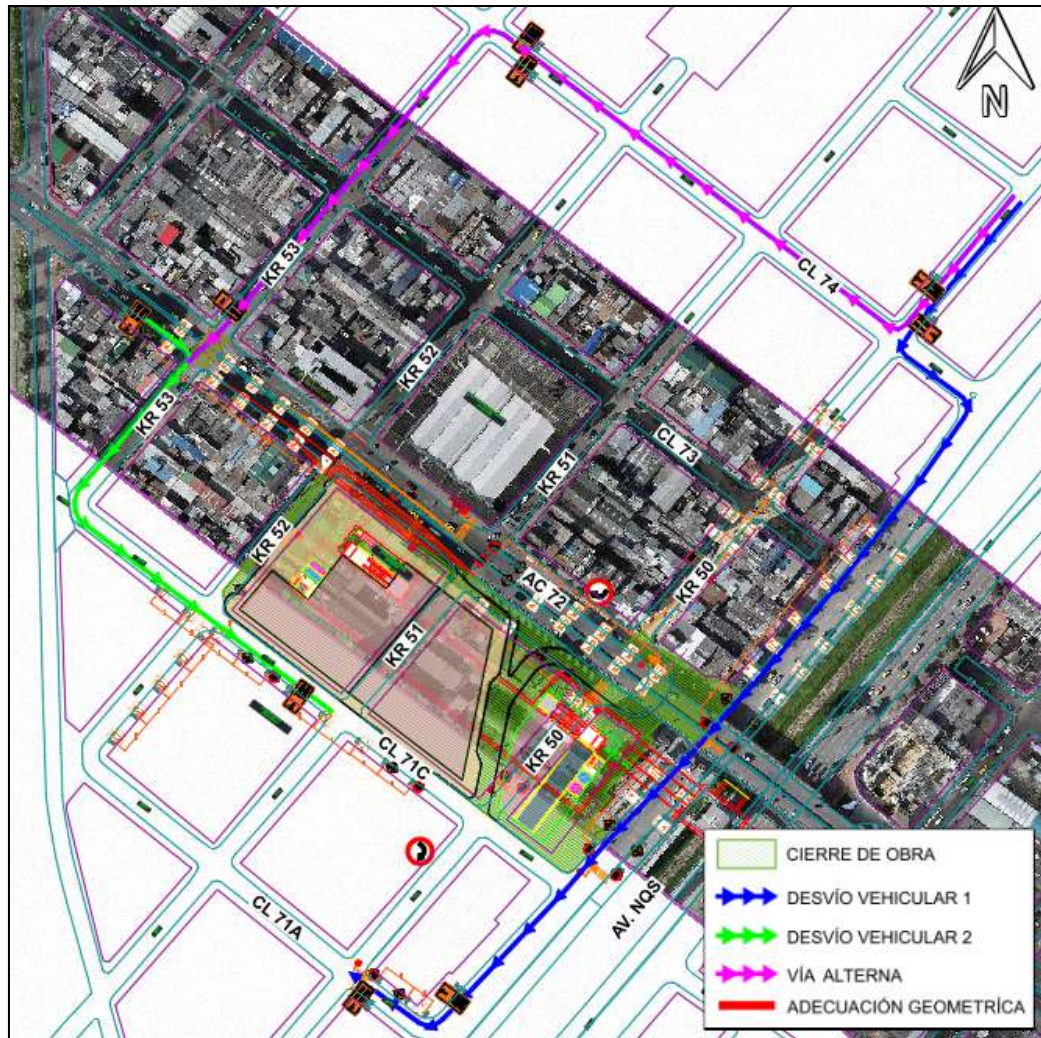 N
CL 74
KR 53
KR 52
KR 53
CL 73
KR 51
KR 50
KR 52
AC 72
KR 51
KR 50
CL 71C
CL 71A
AV. NQS
CIERRE DE OBRA
DESVÍO VEHICULAR 1
DESVÍO VEHICULAR 2
VÍA ALTERNA
ADECUACIÓN GEOMETRÍCA